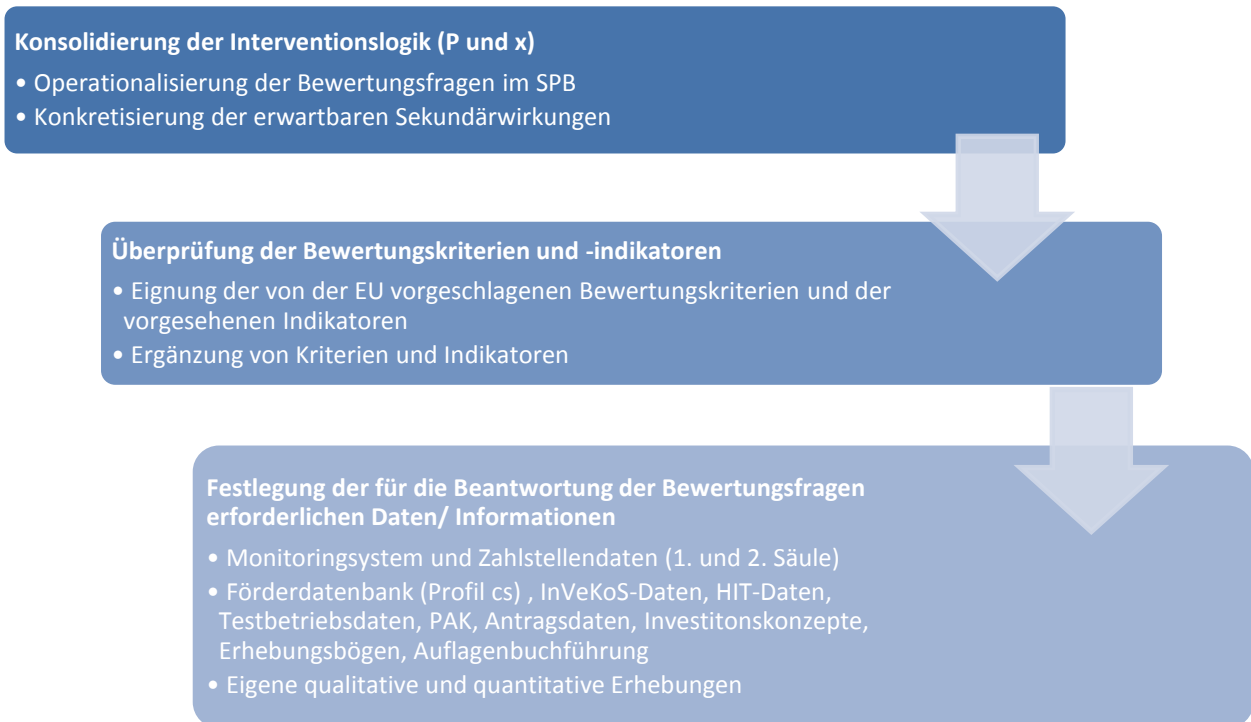 Konsolidierung der Interventionslogik (P und x)
• Operationalisierung der Bewertungsfragen im SPB
• Konkretisierung der erwartbaren Sekundärwirkungen
Überprüfung der Bewertungskriterien und -indikatoren
• Eignung der von der EU vorgeschlagenen Bewertungskriterien und der
vorgesehenen Indikatoren
• Ergänzung von Kriterien und Indikatoren
Festlegung der für die Beantwortung der Bewertungsfragen
erforderlichen Daten/ Informationen
• Monitoringsystem und Zahlstellendaten (1. und 2. Säule)
• Förderdatenbank (Profil cs) , InVeKoS-Daten, HIT-Daten,
Testbetriebsdaten, PAK, Antragsdaten, Investitonskonzepte,
Erhebungsbögen, Auflagenbuchführung
• Eigene qualitative und quantitative Erhebungen